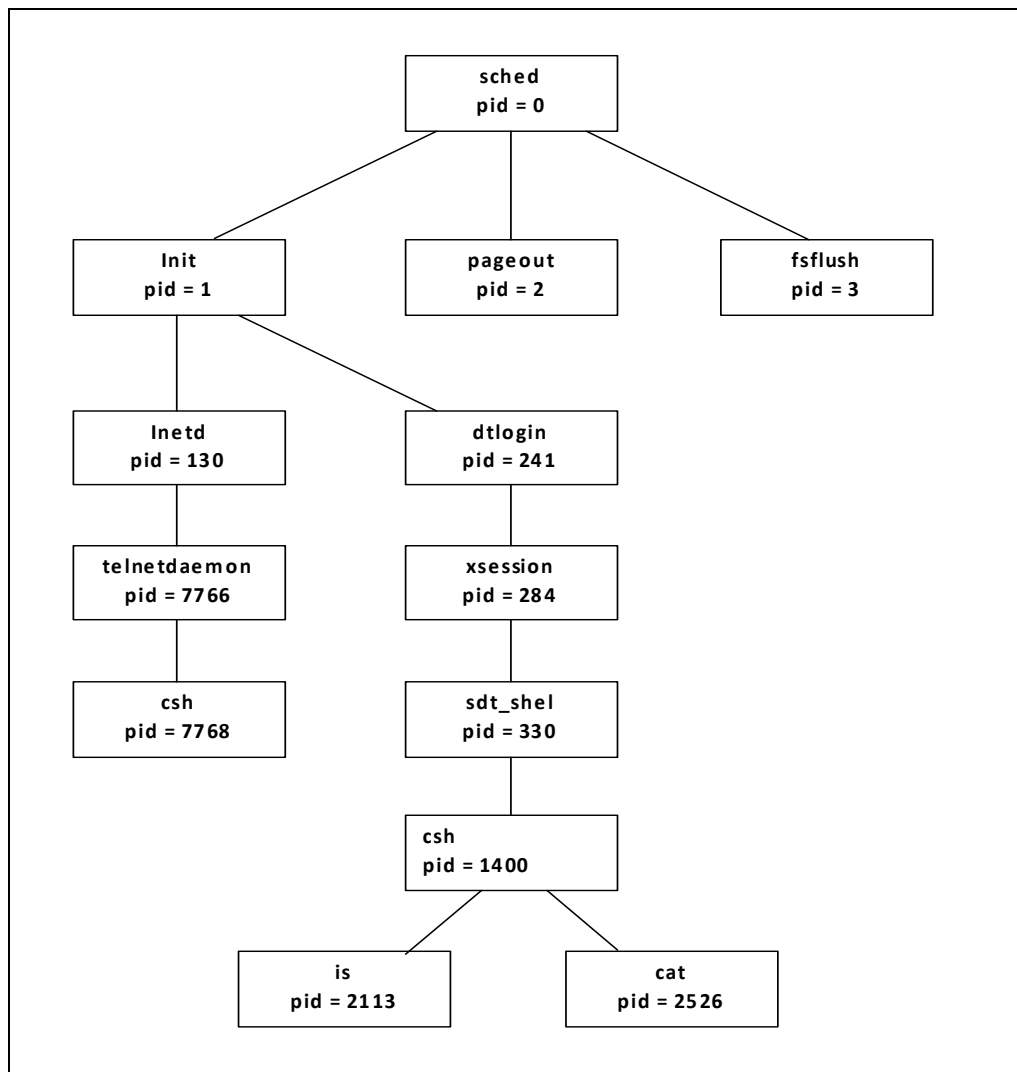 sched
pid = 0
Init
pid = 1
pageout
pid = 2
fsflush
pid = 3
Inetd
pid = 130
dtlogin
pid = 241
telnetdaemon
pid = 7766
xsession
pid = 284
csh
pid = 7768
sdt_shel
pid = 330
csh
pid = 1400
is
pid = 2113
cat
pid = 2526